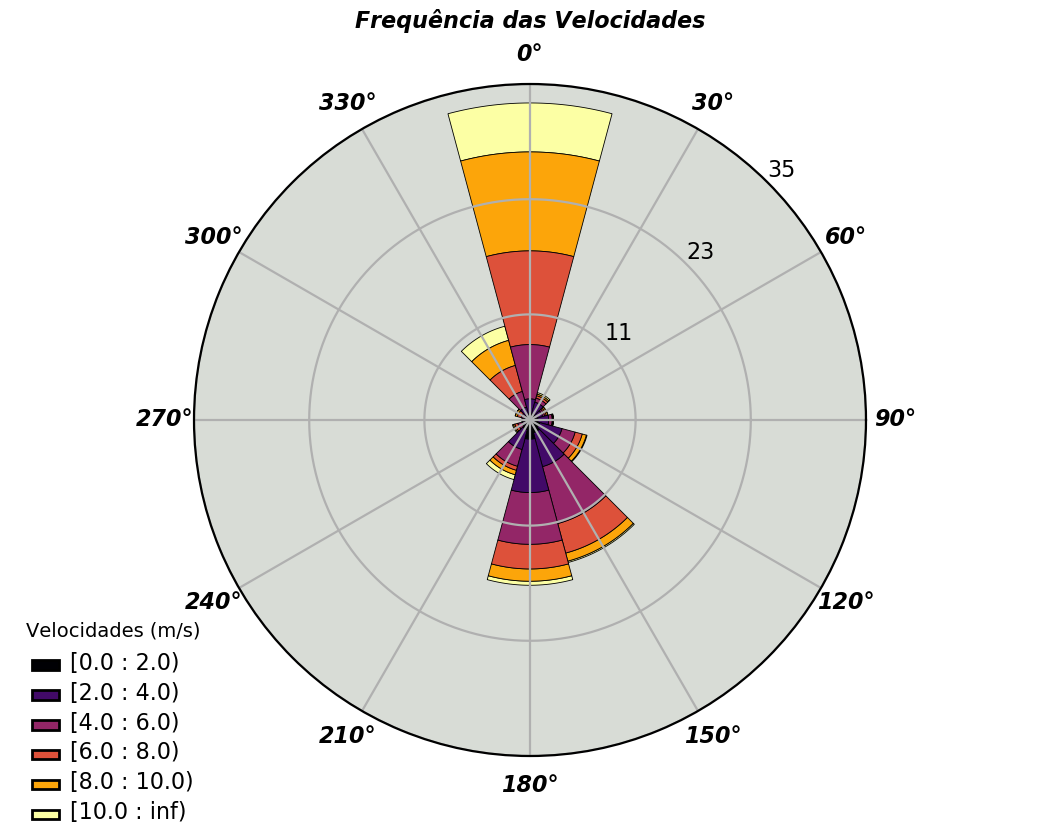 Frequência das Velocidades
0°
330°
30°
35
300°
60°
23
11
270°
90°
240°
120°
Velocidades (m/s)
[0.0 : 2.0)
[2.0 : 4.0)
[4.0 : 6.0)
210°
150°
[6.0 : 8.0)
180°
[8.0 : 10.0)
[10.0 : inf)